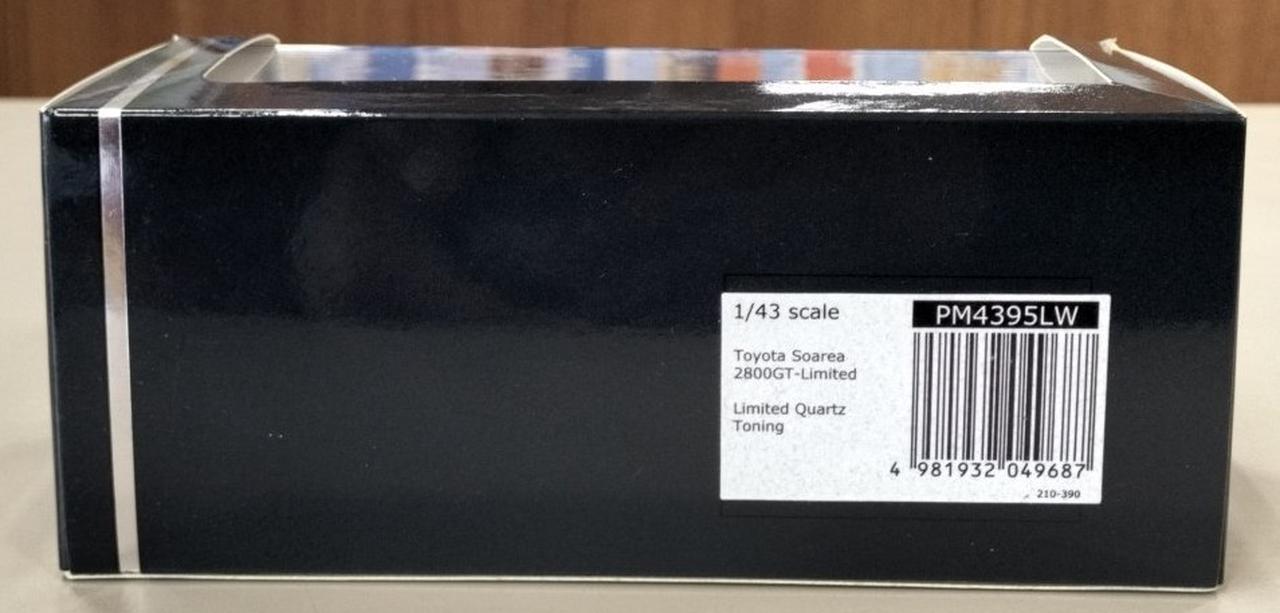 1/43 scale
PM4395LW
Toyota Soarea
2800GT-Limited
Limited Quartz
Toning
4 981932 049687
210-390